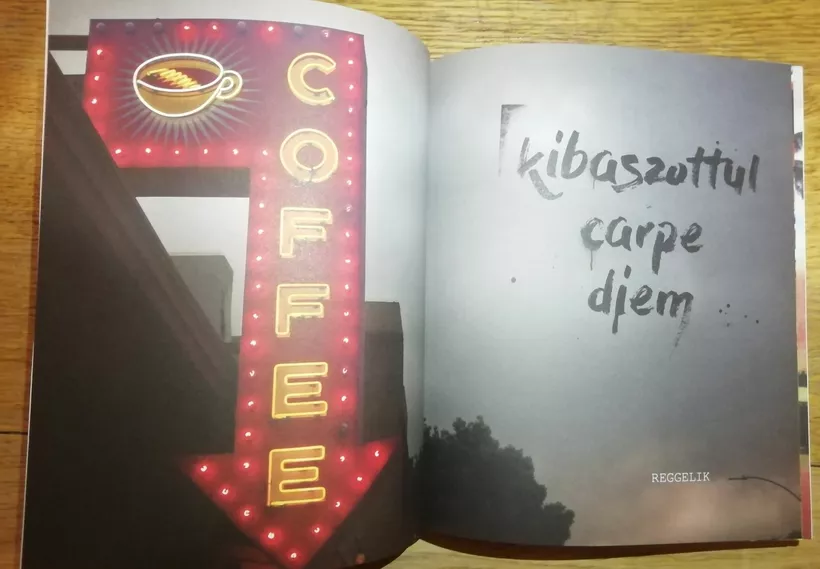 COFFEE
kibaszottul
carpe
diem
REGGELIK